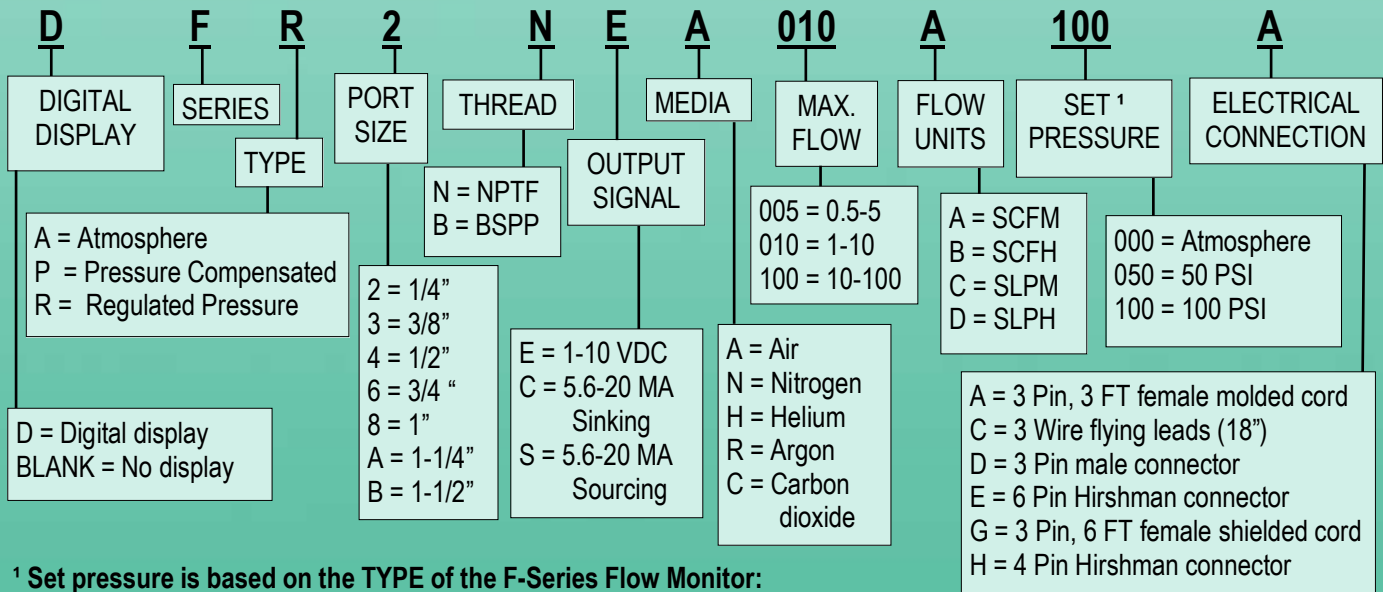 D F R 2 N E A 010 A 100 A
DIGITAL
DISPLAY
SERIES
TYPE
PORT
SIZE
THREAD
OUTPUT
SIGNAL
MEDIA
MAX.
FLOW
FLOW
UNITS
SET ¹
PRESSURE
ELECTRICAL
CONNECTION
A = Atmosphere
P = Pressure Compensated
R = Regulated Pressure
D = Digital display
BLANK = No display
2 = 1/4”
3 = 3/8”
4 = 1/2”
6 = 3/4 “
8 = 1”
A = 1-1/4”
B = 1-1/2”
N = NPTF
B = BSPP
E = 1-10 VDC
C = 5.6-20 MA
Sinking
S = 5.6-20 MA
Sourcing
A = Air
N = Nitrogen
H = Helium
R = Argon
C = Carbon
dioxide
005 = 0.5-5
010 = 1-10
100 = 10-100
A = SCFM
B = SCFH
C = SLPM
D = SLPH
000 = Atmosphere
050 = 50 PSI
100 = 100 PSI
A = 3 Pin, 3 FT female molded cord
C = 3 Wire flying leads (18”)
D = 3 Pin male connector
E = 6 Pin Hirshman connector
G = 3 Pin, 6 FT female shielded cord
H = 4 Pin Hirshman connector
¹ Set pressure is based on the TYPE of the F-Series Flow Monitor: